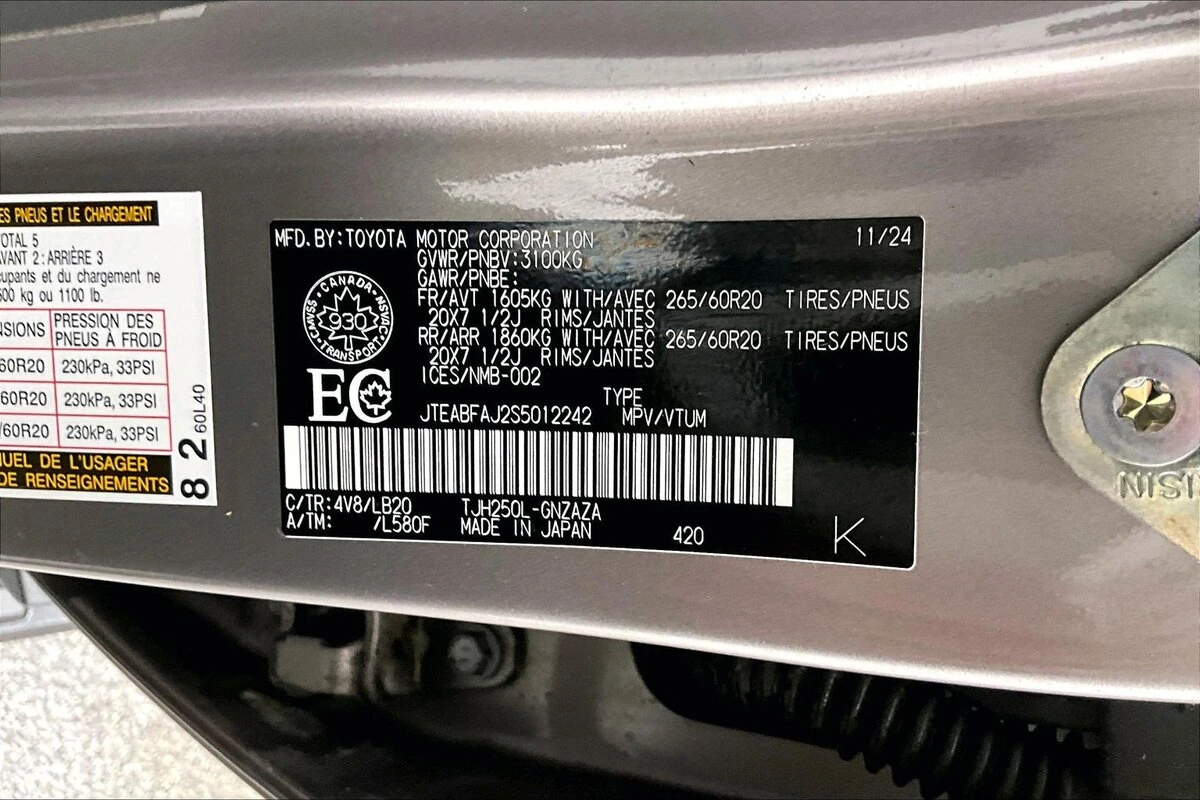 ES PNEUS ET LE CHARGEMENT
OTAL 5
AVANT 2: ARRIÈRE 3
cupants et du chargement ne
500 kg ou 1100 lb.
NSIONS PRESSION DES PNEUS À FROID
/60R20 230kPa, 33PSI
/60R20 230kPa, 33PSI
/60R20 230kPa, 33PSI
NUEL DE L'USAGER
DE RENSEIGNEMENTS
8 2 60L40
MFD. BY: TOYOTA MOTOR CORPORATION 11/24
GVWR/PNBV: 3100KG
GAWR/PNBE:
FR/AVT 1605KG WITH/AVEC 265/60R20 TIRES/PNEUS
20X7 1/2J RIMS/JANTES
RR/ARR 1860KG WITH/AVEC 265/60R20 TIRES/PNEUS
20X7 1/2J RIMS/JANTES
ICES/NMB-002
CANADA
CMVSS NSVAC
930
TRANSPORT
EC
TYPE
JTEABFAJ2S5012242 MPV/VTUM
C/TR: 4V8/LB20 TJH250L-GNZAZA
A/TM: /L580F MADE IN JAPAN 420 K
NISI